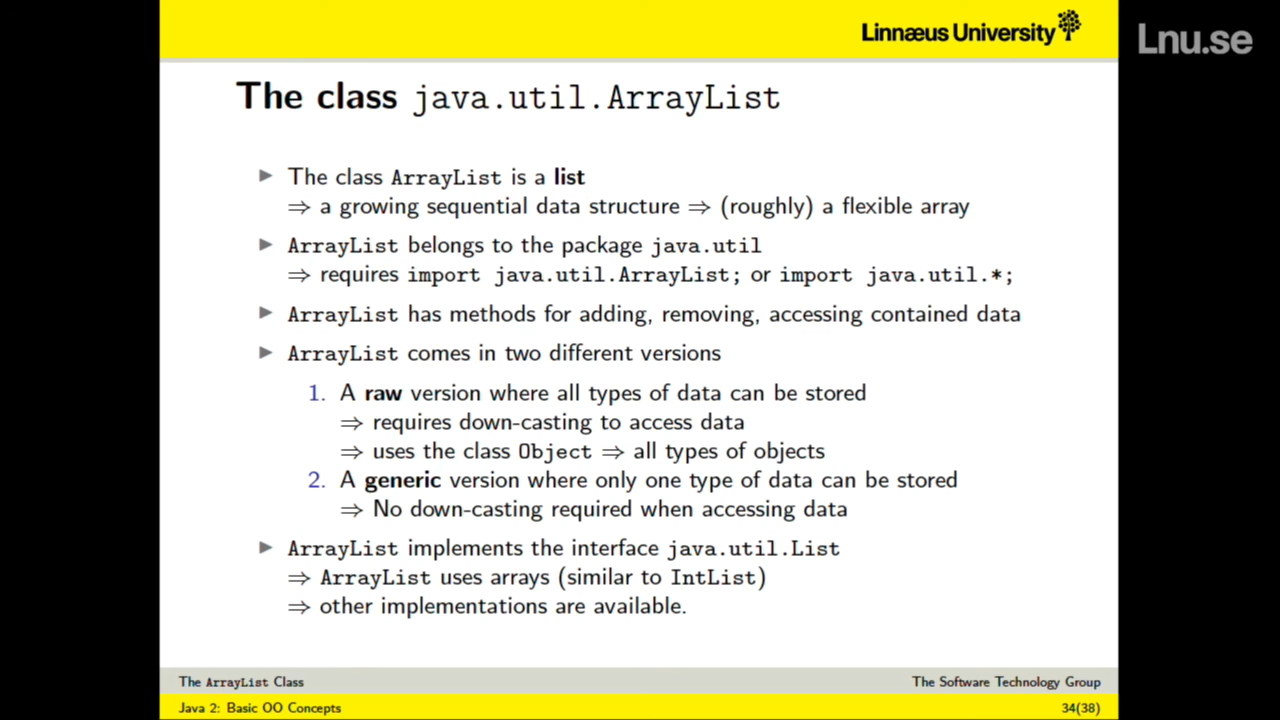 Linnæus University
Lnu.se
The class java.util.ArrayList
▶ The class ArrayList is a list
⇒ a growing sequential data structure ⇒ (roughly) a flexible array
▶ ArrayList belongs to the package java.util
⇒ requires import java.util.ArrayList; or import java.util.*;
▶ ArrayList has methods for adding, removing, accessing contained data
▶ ArrayList comes in two different versions
1. A raw version where all types of data can be stored
⇒ requires down-casting to access data
⇒ uses the class Object ⇒ all types of objects
2. A generic version where only one type of data can be stored
⇒ No down-casting required when accessing data
▶ ArrayList implements the interface java.util.List
⇒ ArrayList uses arrays (similar to IntList)
⇒ other implementations are available.
The ArrayList Class
The Software Technology Group
Java 2: Basic OO Concepts
34(38)